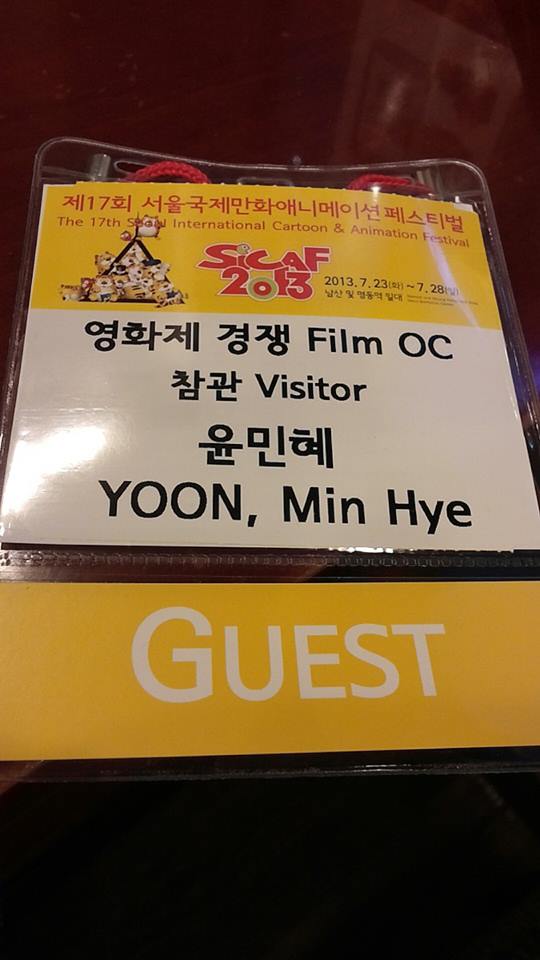 제17회 서울국제만화애니메이션페스티벌
The 17th Seoul International Cartoon & Animation Festival
SICAF
2013
2013. 7. 23(화) ~ 7. 28(일)
남산 및 명동역 일대
영화제 경쟁 Film OC
참관 Visitor
윤민혜
YOON, Min Hye
GUEST